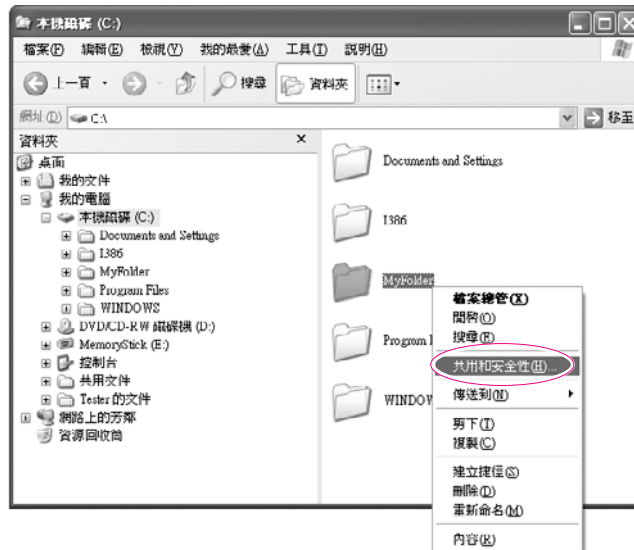 本機磁碟 (C:)
檔案(F) 編輯(E) 檢視(V) 我的最愛(A) 工具(T) 說明(H)
上一頁 搜尋 資料夾
網址(D) C:\ 移至
資料夾 ×
桌面
我的文件
我的電腦
本機磁碟 (C:)
Documents and Settings
I386
MyFolder
Program Files
WINDOWS
DVD/CD-RW 磁碟機 (D:)
MemoryStick (E:)
控制台
共用文件
Tester 的文件
網路上的芳鄰
資源回收筒
Documents and Settings
I386
MyFolder
Program
WINDOW
檔案總管(X)
開啟(O)
搜尋(E)...
共用和安全性(H)...
傳送到(N)
剪下(T)
複製(C)
建立捷徑(S)
刪除(D)
重新命名(M)
內容(R)